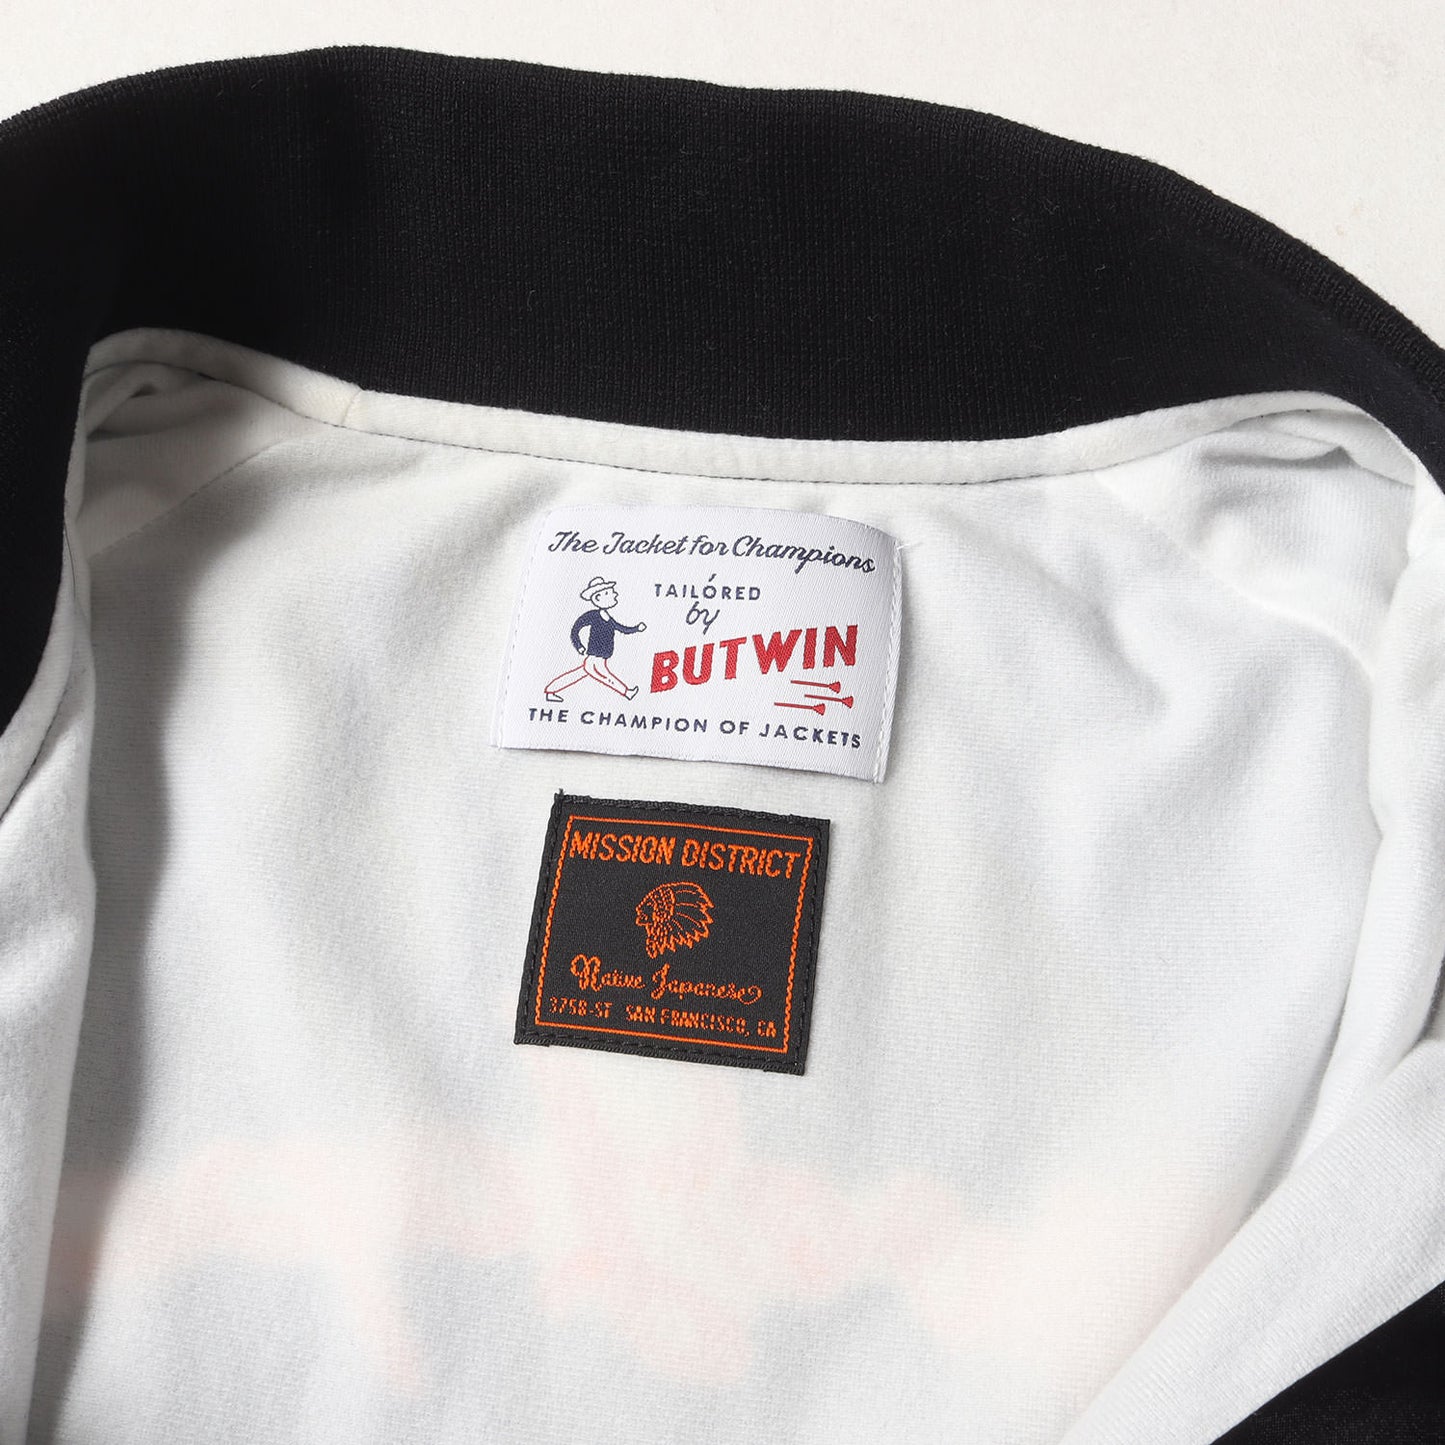 The Jacket for Champions
TAILORED
by
BUTWIN
THE CHAMPION OF JACKETS
MISSION DISTRICT
Native Japanese
3758-ST SAN FRANCISCO, CA